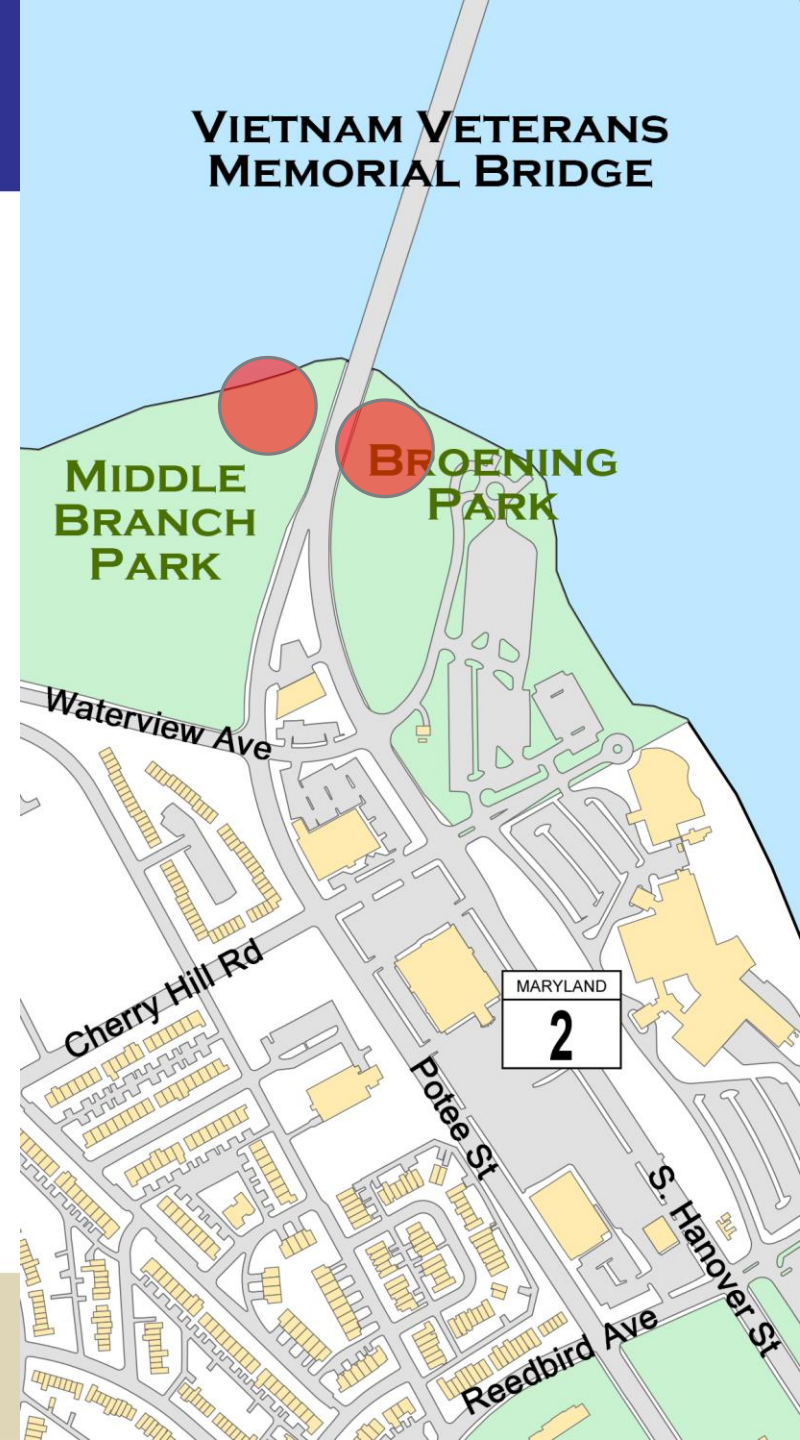 VIETNAM VETERANS
MEMORIAL BRIDGE
BROENING
PARK
MIDDLE
BRANCH
PARK
Waterview Ave
Cherry Hill Rd
MARYLAND
2
Potee St
S. Hanover St
Reedbird Ave